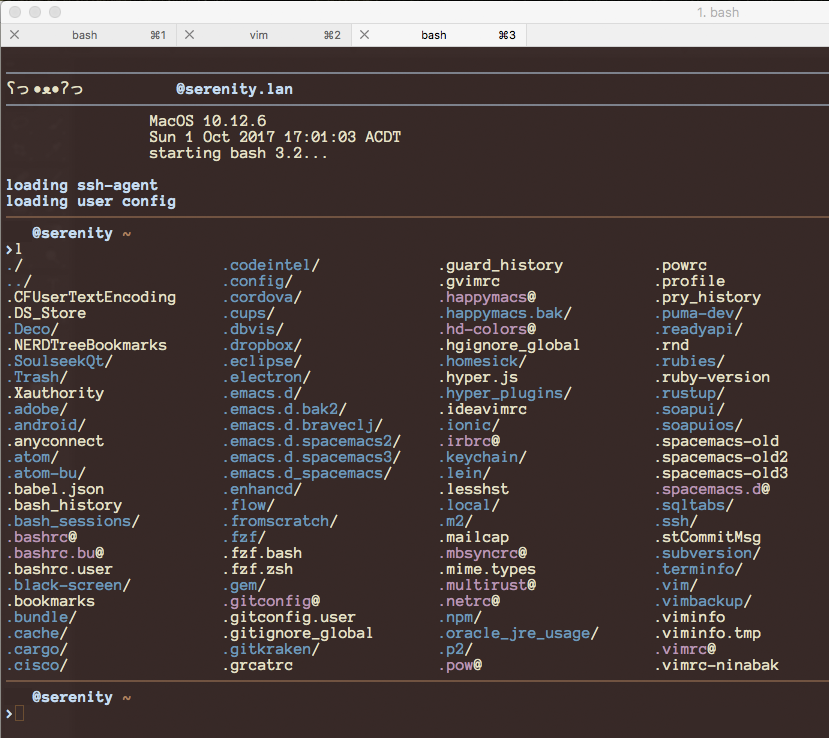 1. bash
bash ⌘1 vim ⌘2 bash ⌘3
ʕっ•ᴥ•ʔっ @serenity.lan
MacOS 10.12.6
Sun 1 Oct 2017 17:01:03 ACDT
starting bash 3.2...
loading ssh-agent
loading user config
@serenity ~
›l
./ .codeintel/ .guard_history .powrc
../ .config/ .gvimrc .profile
.CFUserTextEncoding .cordova/ .happymacs@ .pry_history
.DS_Store .cups/ .happymacs.bak/ .puma-dev/
.Deco/ .dbvis/ .hd-colors@ .readyapi/
.NERDTreeBookmarks .dropbox/ .hgignore_global .rnd
.SoulseekQt/ .eclipse/ .homesick/ .rubies/
.Trash/ .electron/ .hyper.js .ruby-version
.Xauthority .emacs.d/ .hyper_plugins/ .rustup/
.adobe/ .emacs.d.bak2/ .ideavimrc .soapui/
.android/ .emacs.d.braveclj/ .ionic/ .soapuios/
.anyconnect .emacs.d.spacemacs2/ .irbrc@ .spacemacs-old
.atom/ .emacs.d.spacemacs3/ .keychain/ .spacemacs-old2
.atom-bu/ .emacs.d_spacemacs/ .lein/ .spacemacs-old3
.babel.json .enhancd/ .lesshst .spacemacs.d@
.bash_history .flow/ .local/ .sqltabs/
.bash_sessions/ .fromscratch/ .m2/ .ssh/
.bashrc@ .fzf/ .mailcap .stCommitMsg
.bashrc.bu@ .fzf.bash .mbsyncrc@ .subversion/
.bashrc.user .fzf.zsh .mime.types .terminfo/
.black-screen/ .gem/ .multirust@ .vim/
.bookmarks .gitconfig@ .netrc@ .vimbackup/
.bundle/ .gitconfig.user .npm/ .viminfo
.cache/ .gitignore_global .oracle_jre_usage/ .viminfo.tmp
.cargo/ .gitkraken/ .p2/ .vimrc@
.cisco/ .grcatrc .pow@ .vimrc-ninabak
@serenity ~
›